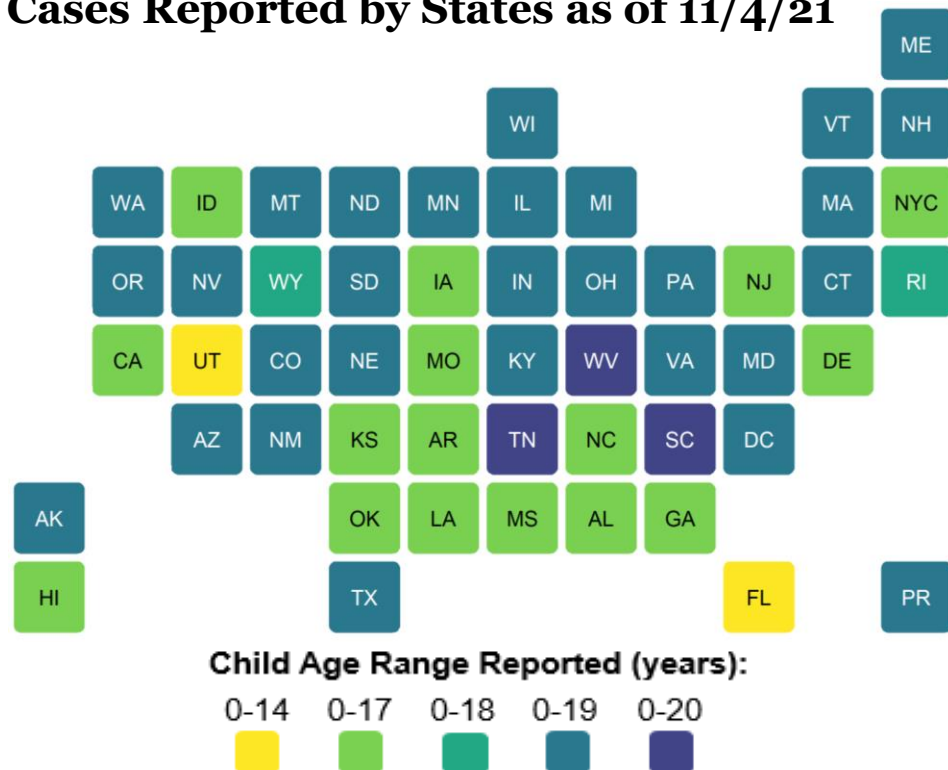 Cases Reported by States as of 11/4/21
ME
WI VT NH
WA ID MT ND MN IL MI MA NYC
OR NV WY SD IA IN OH PA NJ CT RI
CA UT CO NE MO KY WV VA MD DE
AZ NM KS AR TN NC SC DC
AK OK LA MS AL GA
HI TX FL PR
Child Age Range Reported (years):
0-14 0-17 0-18 0-19 0-20